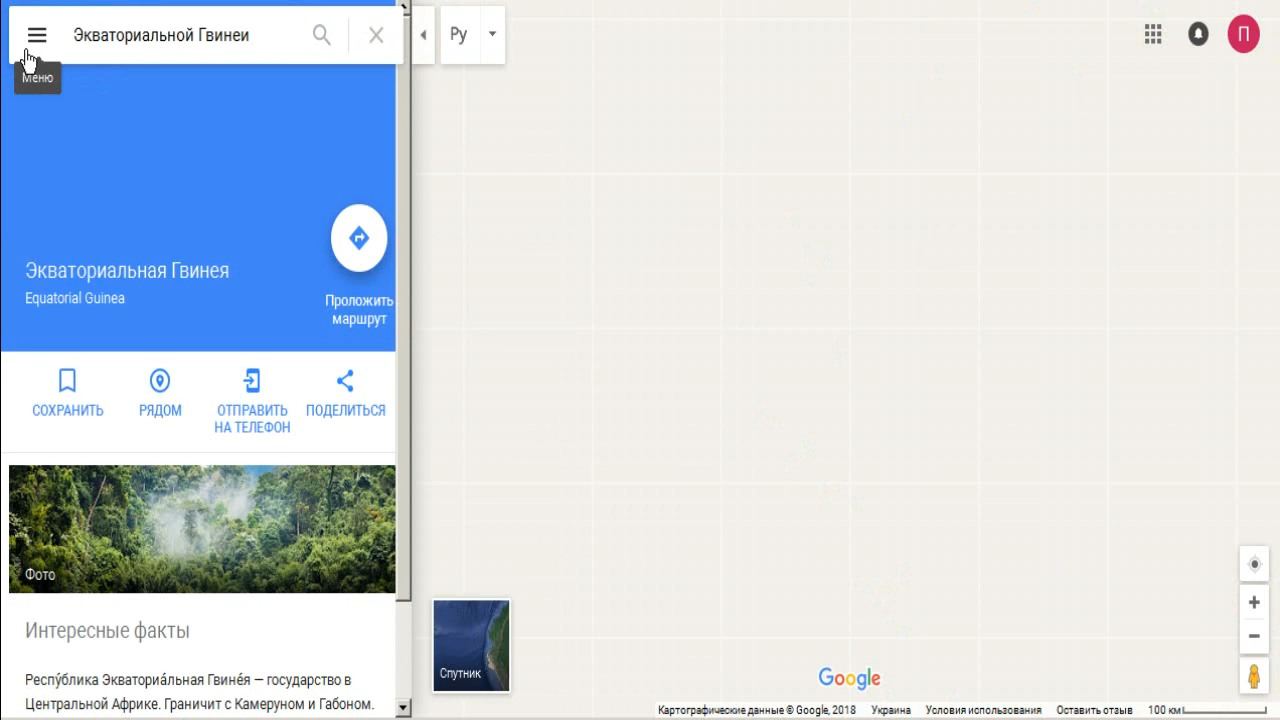 Экваториальной Гвинеи
Ру
П
Меню
Экваториальная Гвинея
Equatorial Guinea
Проложить
маршрут
СОХРАНИТЬ
РЯДОМ
ОТПРАВИТЬ
НА ТЕЛЕФОН
ПОДЕЛИТЬСЯ
Фото
Интересные факты
Респу́блика Экваториа́льная Гвине́я — государство в
Центральной Африке. Граничит с Камеруном и Габоном.
Спутник
Google
Картографические данные © Google, 2018 Украина Условия использования Оставить отзыв 100 км